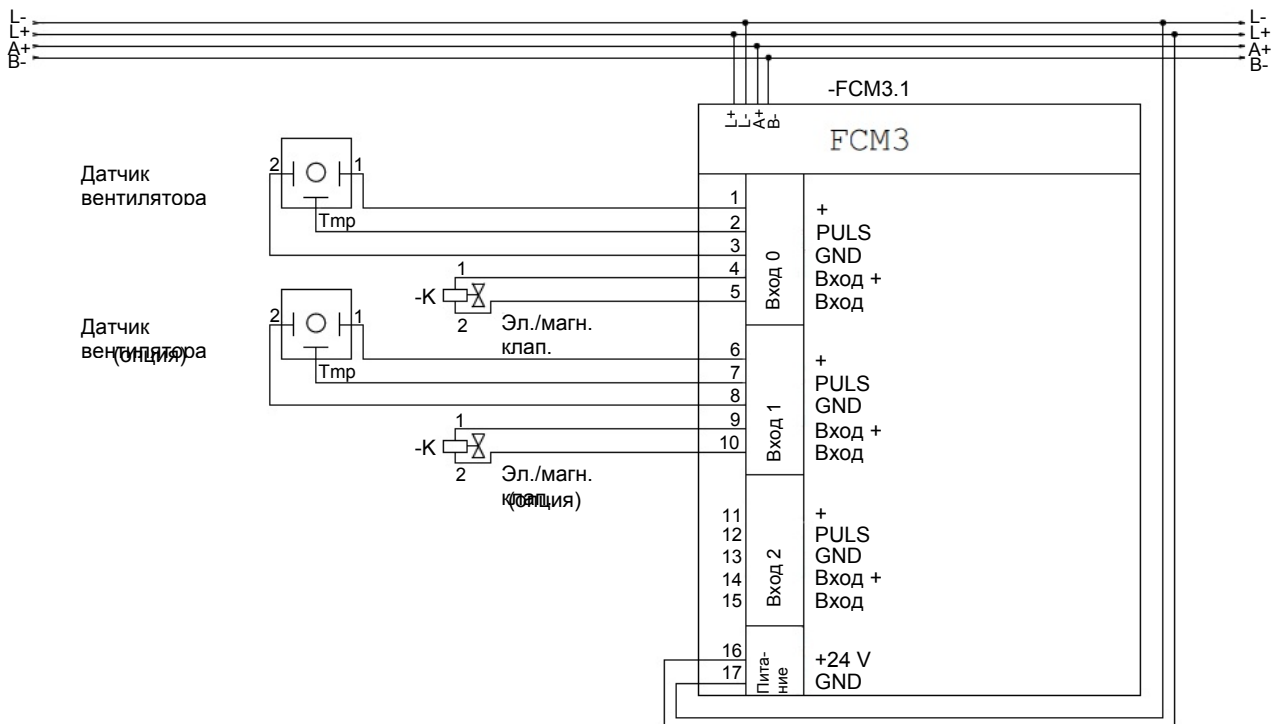 L-
L+
A+
B-
L-
L+
A+
B-
-FCM3.1
L+
L-
A+
B-
FCM3
Датчик
вентилятора
2
1
Tmp
1
2
3
4
5
Вход 0
+
PULS
GND
Вход +
Вход
-K
1
2
Эл./магн.
клап.
Датчик
вентилятора
(опция)
2
1
Tmp
6
7
8
9
10
Вход 1
+
PULS
GND
Вход +
Вход
-K
1
2
Эл./магн.
клап.
(опция)
11
12
13
14
15
Вход 2
+
PULS
GND
Вход +
Вход
16
17
Пита-
ние
+24 V
GND